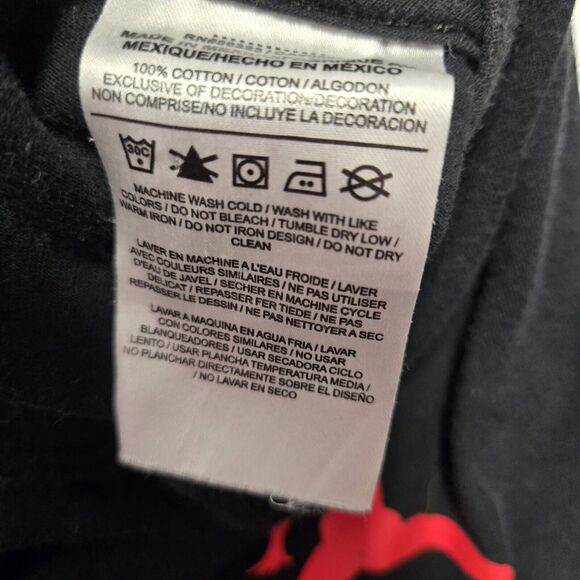 MADE
MEXIQUE/HECHO EN MÉXICO
100% COTTON / COTON / ALGODON
EXCLUSIVE OF DECORATION/DECORATION
NON COMPRISE/NO INCLUYE LA DECORACION
30C
MACHINE WASH COLD / WASH WITH LIKE
COLORS / DO NOT BLEACH / TUMBLE DRY LOW /
WARM IRON / DO NOT IRON DESIGN / DO NOT DRY
CLEAN
LAVER EN MACHINE A L'EAU FROIDE / LAVER
AVEC COULEURS SIMILAIRES / NE PAS UTILISER
D'EAU DE JAVEL / SECHER EN MACHINE CYCLE
DELICAT / REPASSER FER TIEDE / NE PAS
REPASSER LE DESSIN / NE PAS NETTOYER A SEC
LAVAR A MAQUINA EN AGUA FRIA / LAVAR
CON COLORES SIMILARES / NO USAR
BLANQUEADORES / USAR SECADORA CICLO
LENTO / USAR PLANCHA TEMPERATURA MEDIA /
NO PLANCHAR DIRECTAMENTE SOBRE EL DISEÑO
/ NO LAVAR EN SECO